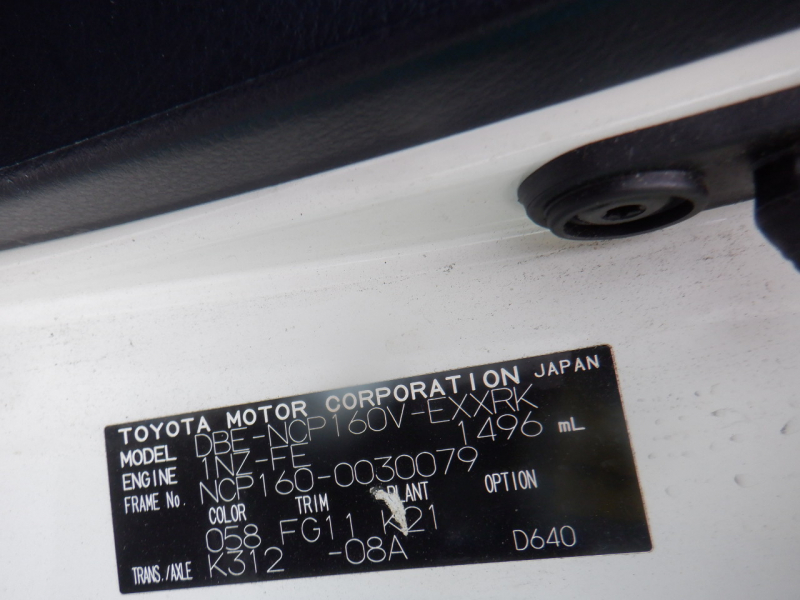 TOYOTA MOTOR CORPORATION JAPAN
MODEL DBE-NCP160V-EXXRK
ENGINE 1NZ-FE 1496 mL
FRAME No. NCP160-0030079
COLOR TRIM PLANT OPTION
058 FG11 K21
TRANS./AXLE K312 -08A D640